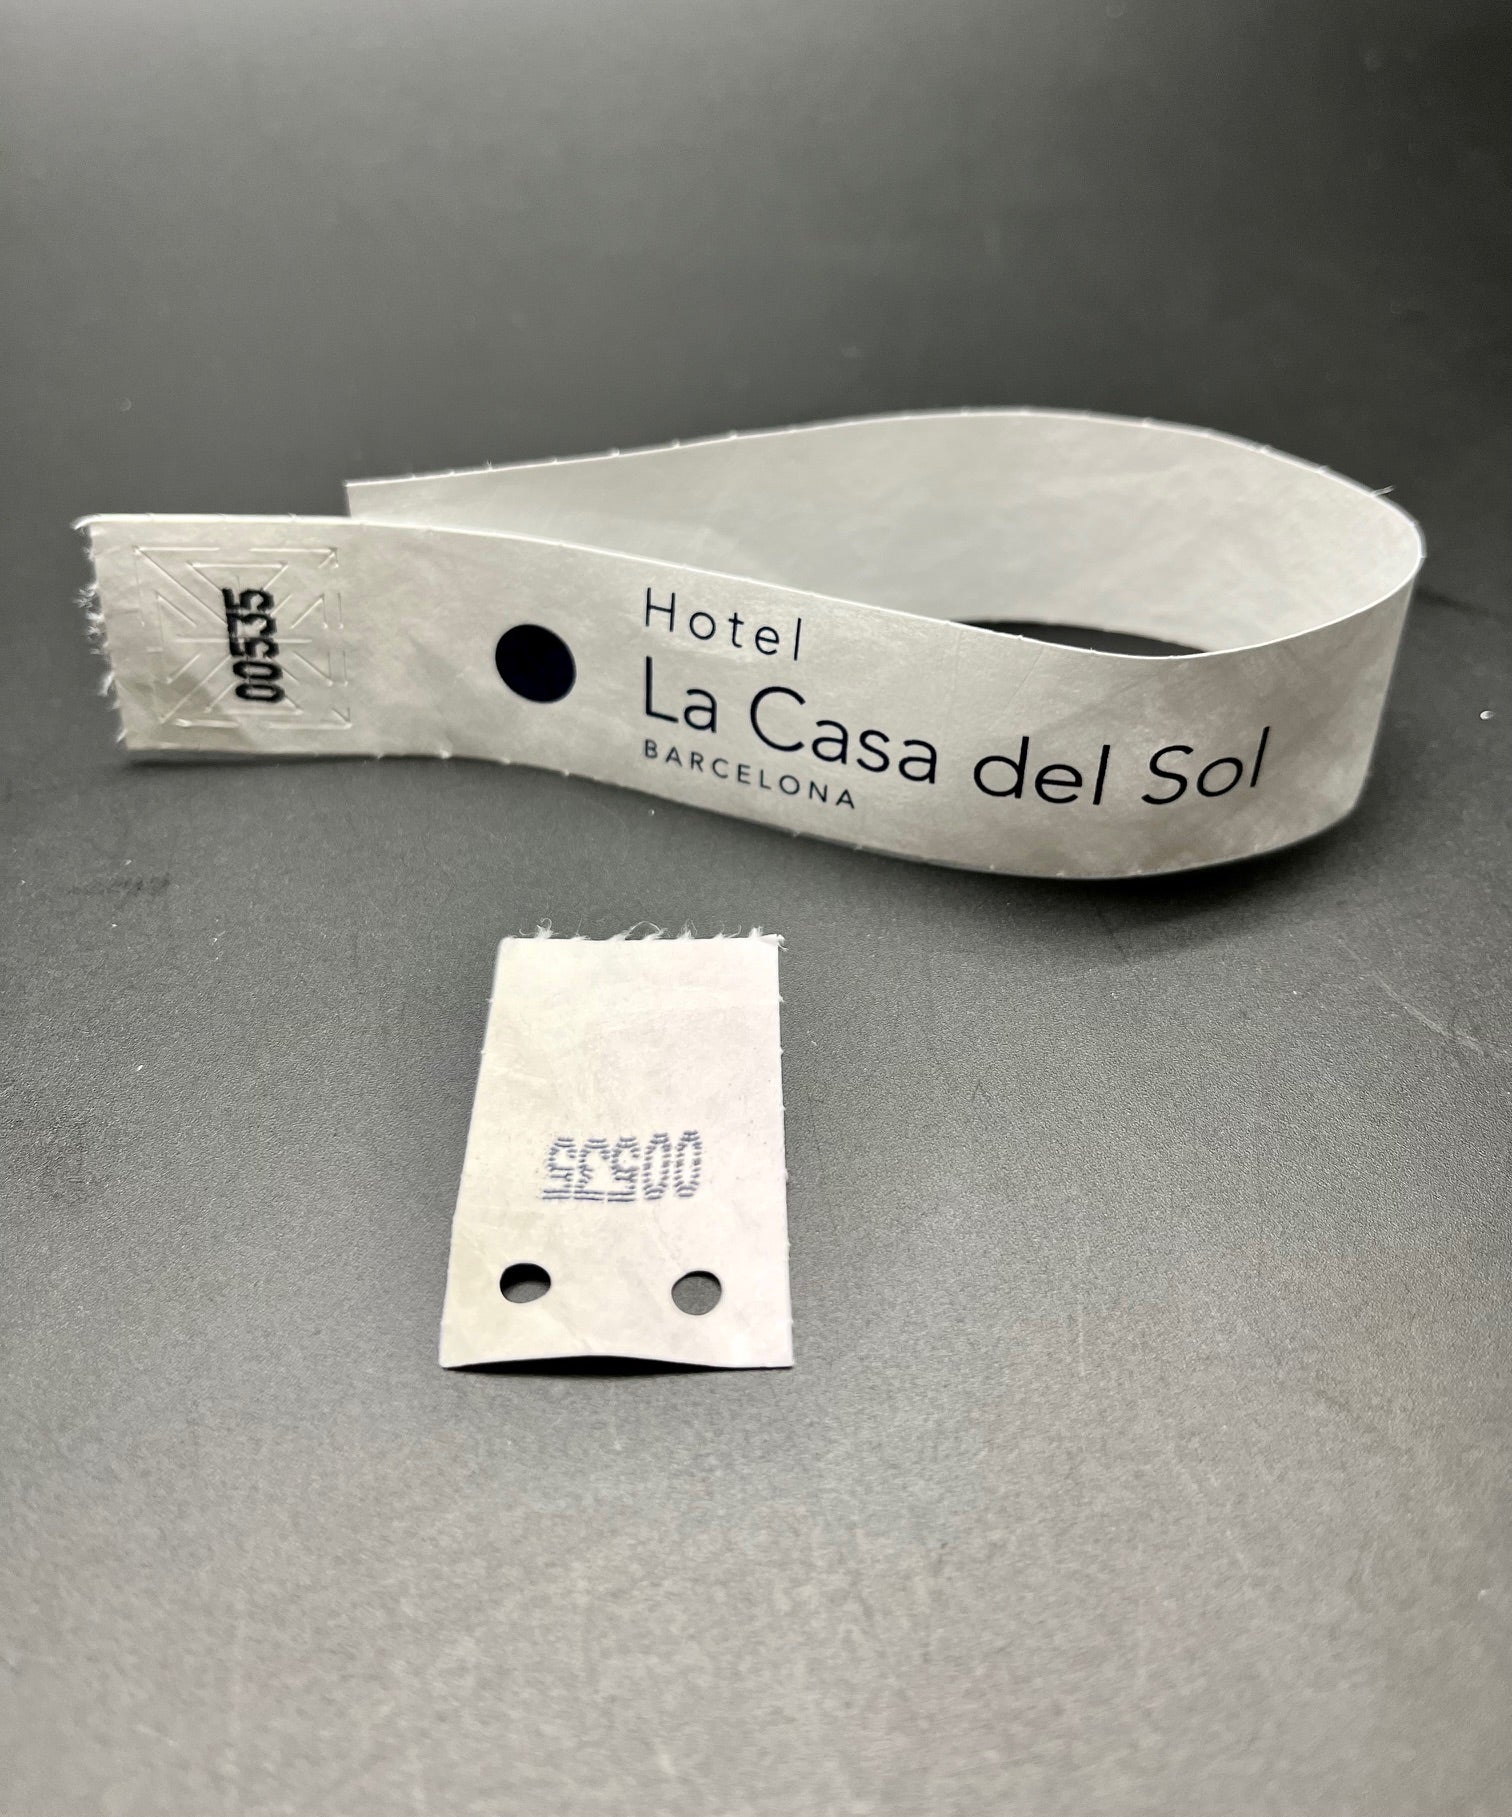 00535
Hotel
La Casa del Sol
BARCELONA
00535